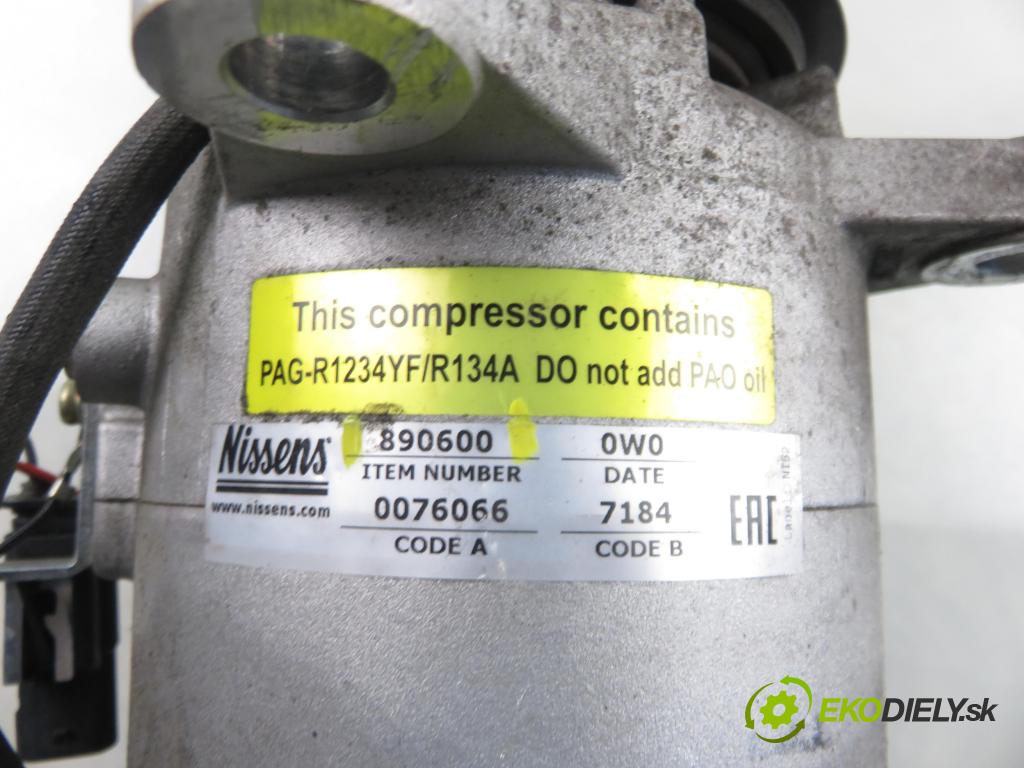 This compressor contains
PAG-R1234YF/R134A DO not add PAO oil
Nissens
890600
0W0
ITEM NUMBER
DATE
www.nissens.com
0076066
7184
CODE A
CODE B
EAC
EKODIELY.sk